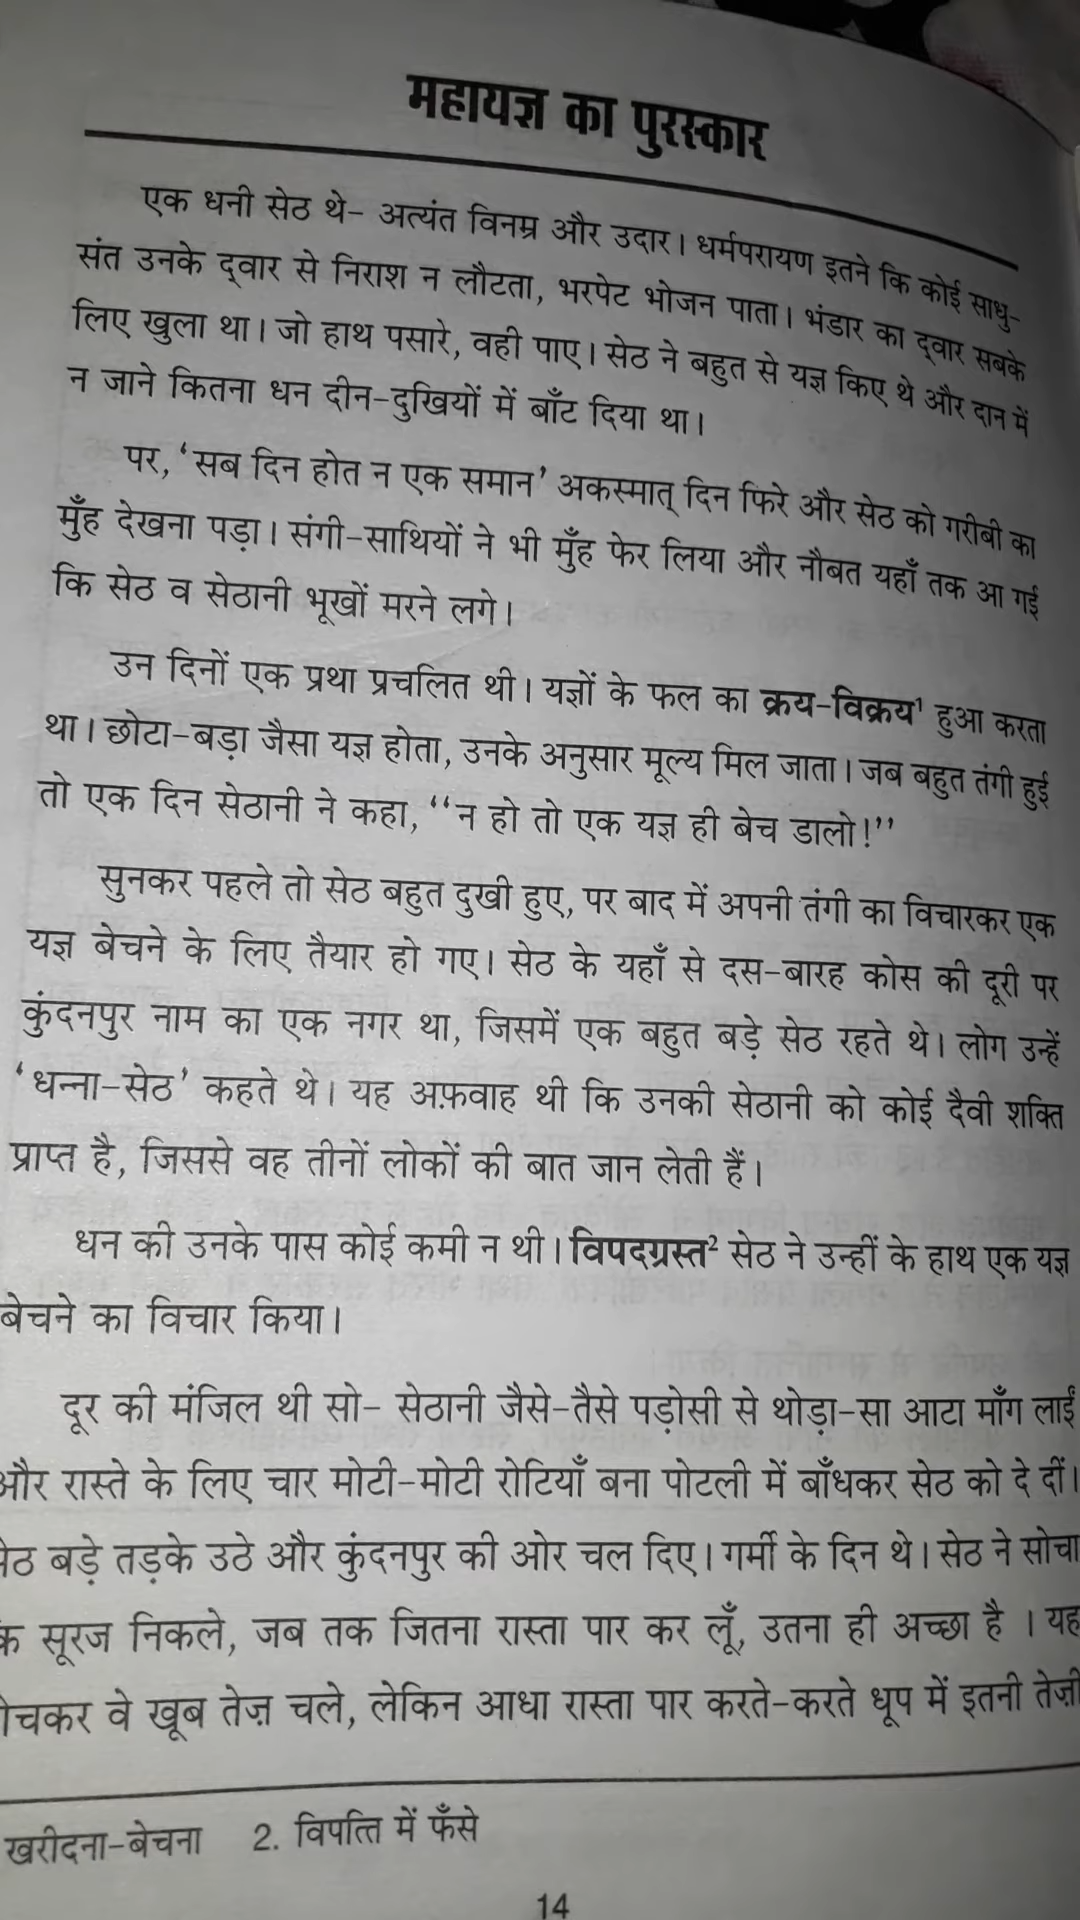 महायज्ञ का पुरस्कार
एक धनी सेठ थे- अत्यंत विनम्र और उदार। धर्मपरायण इतने कि कोई साधु-
संत उनके द्वार से निराश न लौटता, भरपेट भोजन पाता। भंडार का द्वार सबके
लिए खुला था। जो हाथ पसारे, वही पाए। सेठ ने बहुत से यज्ञ किए थे और दान में
न जाने कितना धन दीन-दुखियों में बाँट दिया था।
पर, ‘सब दिन होत न एक समान’ अकस्मात् दिन फिरे और सेठ को गरीबी का
मुँह देखना पड़ा। संगी-साथियों ने भी मुँह फेर लिया और नौबत यहाँ तक आ गई
कि सेठ व सेठानी भूखों मरने लगे।
उन दिनों एक प्रथा प्रचलित थी। यज्ञों के फल का क्रय-विक्रय¹ हुआ करता
था। छोटा-बड़ा जैसा यज्ञ होता, उनके अनुसार मूल्य मिल जाता। जब बहुत तंगी हुई
तो एक दिन सेठानी ने कहा, ‘‘न हो तो एक यज्ञ ही बेच डालो!’’
सुनकर पहले तो सेठ बहुत दुखी हुए, पर बाद में अपनी तंगी का विचारकर एक
यज्ञ बेचने के लिए तैयार हो गए। सेठ के यहाँ से दस-बारह कोस की दूरी पर
कुंदनपुर नाम का एक नगर था, जिसमें एक बहुत बड़े सेठ रहते थे। लोग उन्हें
‘धन्ना-सेठ’ कहते थे। यह अफ़वाह थी कि उनकी सेठानी को कोई दैवी शक्ति
प्राप्त है, जिससे वह तीनों लोकों की बात जान लेती हैं।
धन की उनके पास कोई कमी न थी। विपदग्रस्त² सेठ ने उन्हीं के हाथ एक यज्ञ
बेचने का विचार किया।
दूर की मंजिल थी सो- सेठानी जैसे-तैसे पड़ोसी से थोड़ा-सा आटा माँग लाईं
और रास्ते के लिए चार मोटी-मोटी रोटियाँ बना पोटली में बाँधकर सेठ को दे दीं।
बड़े तड़के उठे और कुंदनपुर की ओर चल दिए। गर्मी के दिन थे। सेठ ने सोचा
सूरज निकले, जब तक जितना रास्ता पार कर लूँ, उतना ही अच्छा है । यह
वे खूब तेज़ चले, लेकिन आधा रास्ता पार करते-करते धूप में इतनी तेज़ी
खरीदना-बेचना 2. विपत्ति में फँसे
14